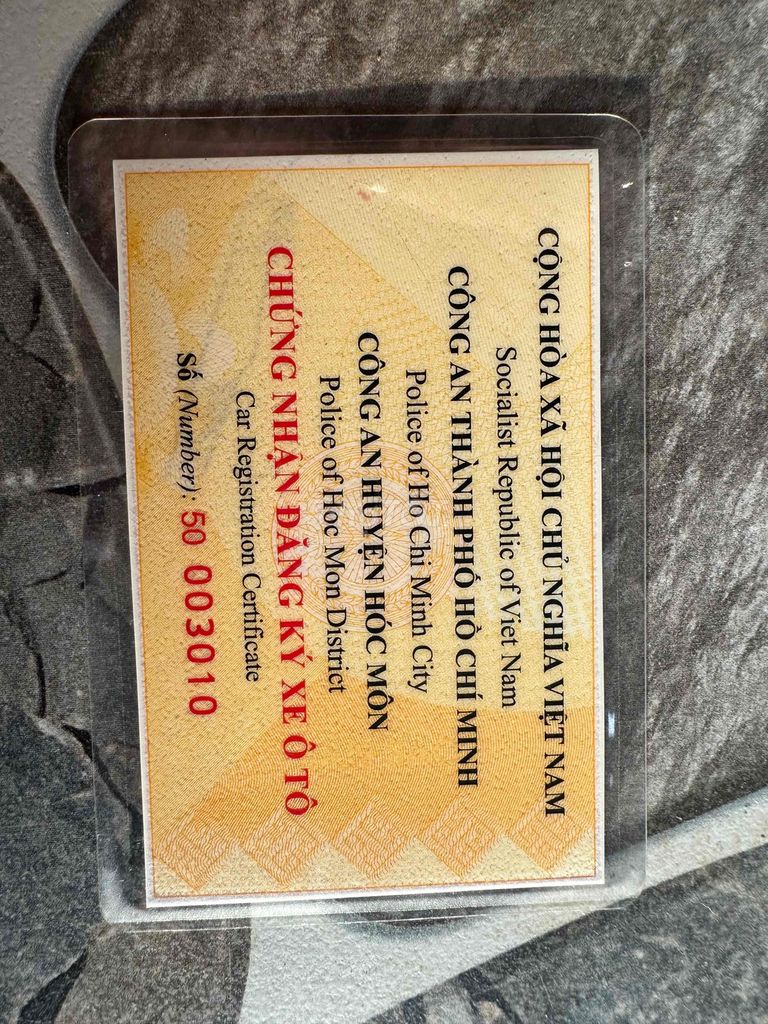 CỘNG HÒA XÃ HỘI CHỦ NGHĨA VIỆT NAM
Socialist Republic of Viet Nam
CÔNG AN THÀNH PHỐ HỒ CHÍ MINH
Police of Ho Chi Minh City
CÔNG AN HUYỆN HÓC MÔN
Police of Hoc Mon District
CHỨNG NHẬN ĐĂNG KÝ XE Ô TÔ
Car Registration Certificate
Số (Number): 50 003010